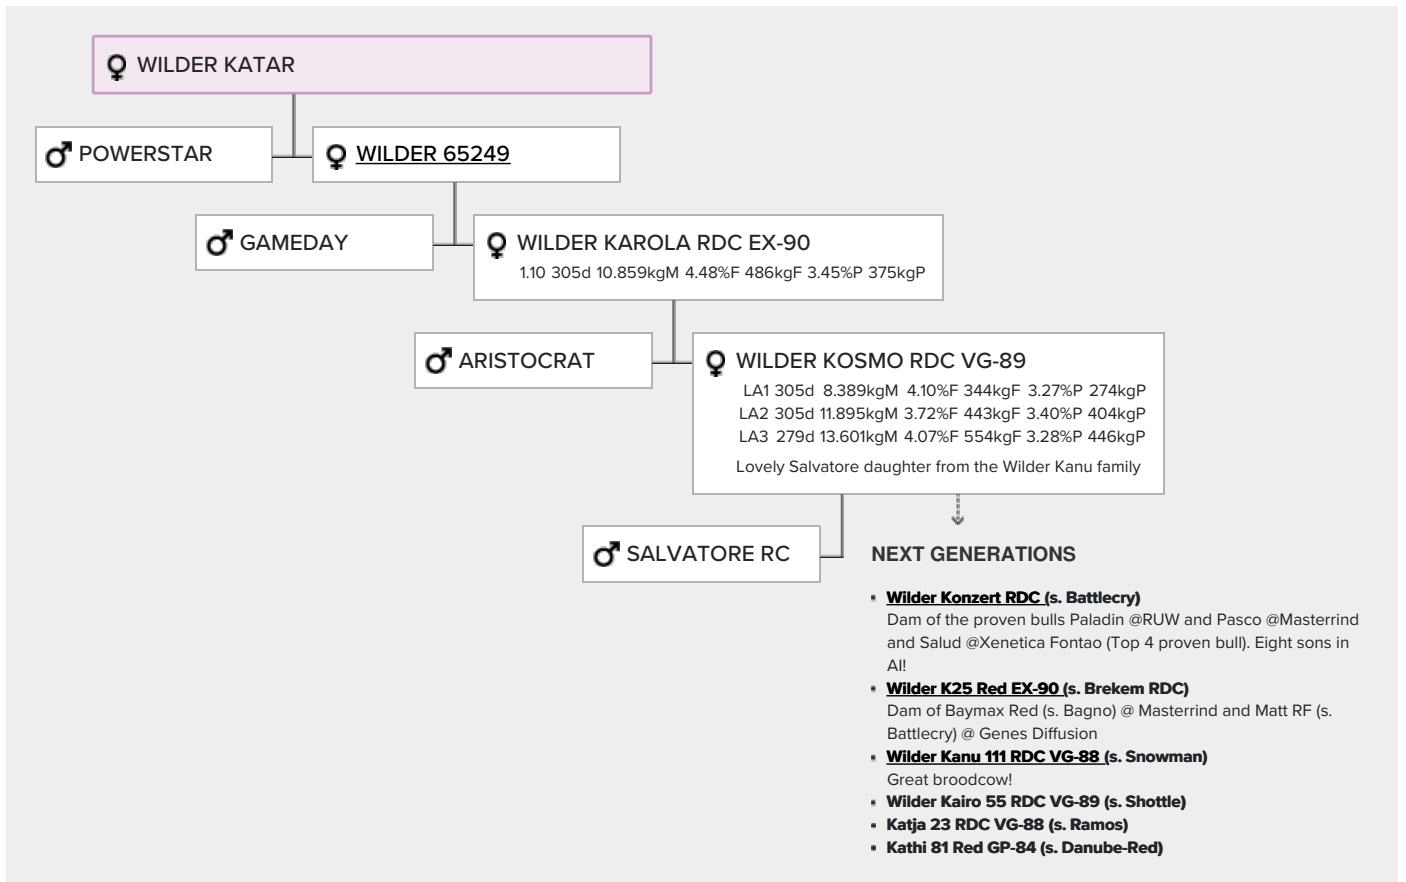 WILDER KATAR
POWERSTAR
WILDER 65249
GAMEDAY
WILDER KAROLA RDC EX-90
1.10 305d 10.859kgM 4.48%F 486kgF 3.45%P 375kgP
ARISTOCRAT
WILDER KOSMO RDC VG-89
LA1 305d 8.389kgM 4.10%F 344kgF 3.27%P 274kgP
LA2 305d 11.895kgM 3.72%F 443kgF 3.40%P 404kgP
LA3 279d 13.601kgM 4.07%F 554kgF 3.28%P 446kgP
Lovely Salvatore daughter from the Wilder Kanu family
SALVATORE RC
NEXT GENERATIONS
Wilder Konzert RDC (s. Battlecry)
Dam of the proven bulls Paladin @RUW and Pasco @Masterrind
and Salud @Xenetica Fontao (Top 4 proven bull). Eight sons in
AI!
Wilder K25 Red EX-90 (s. Brekem RDC)
Dam of Baymax Red (s. Bagno) @ Masterrind and Matt RF (s.
Battlecry) @ Genes Diffusion
Wilder Kanu 111 RDC VG-88 (s. Snowman)
Great broodcow!
Wilder Kairo 55 RDC VG-89 (s. Shottle)
Katja 23 RDC VG-88 (s. Ramos)
Kathi 81 Red GP-84 (s. Danube-Red)